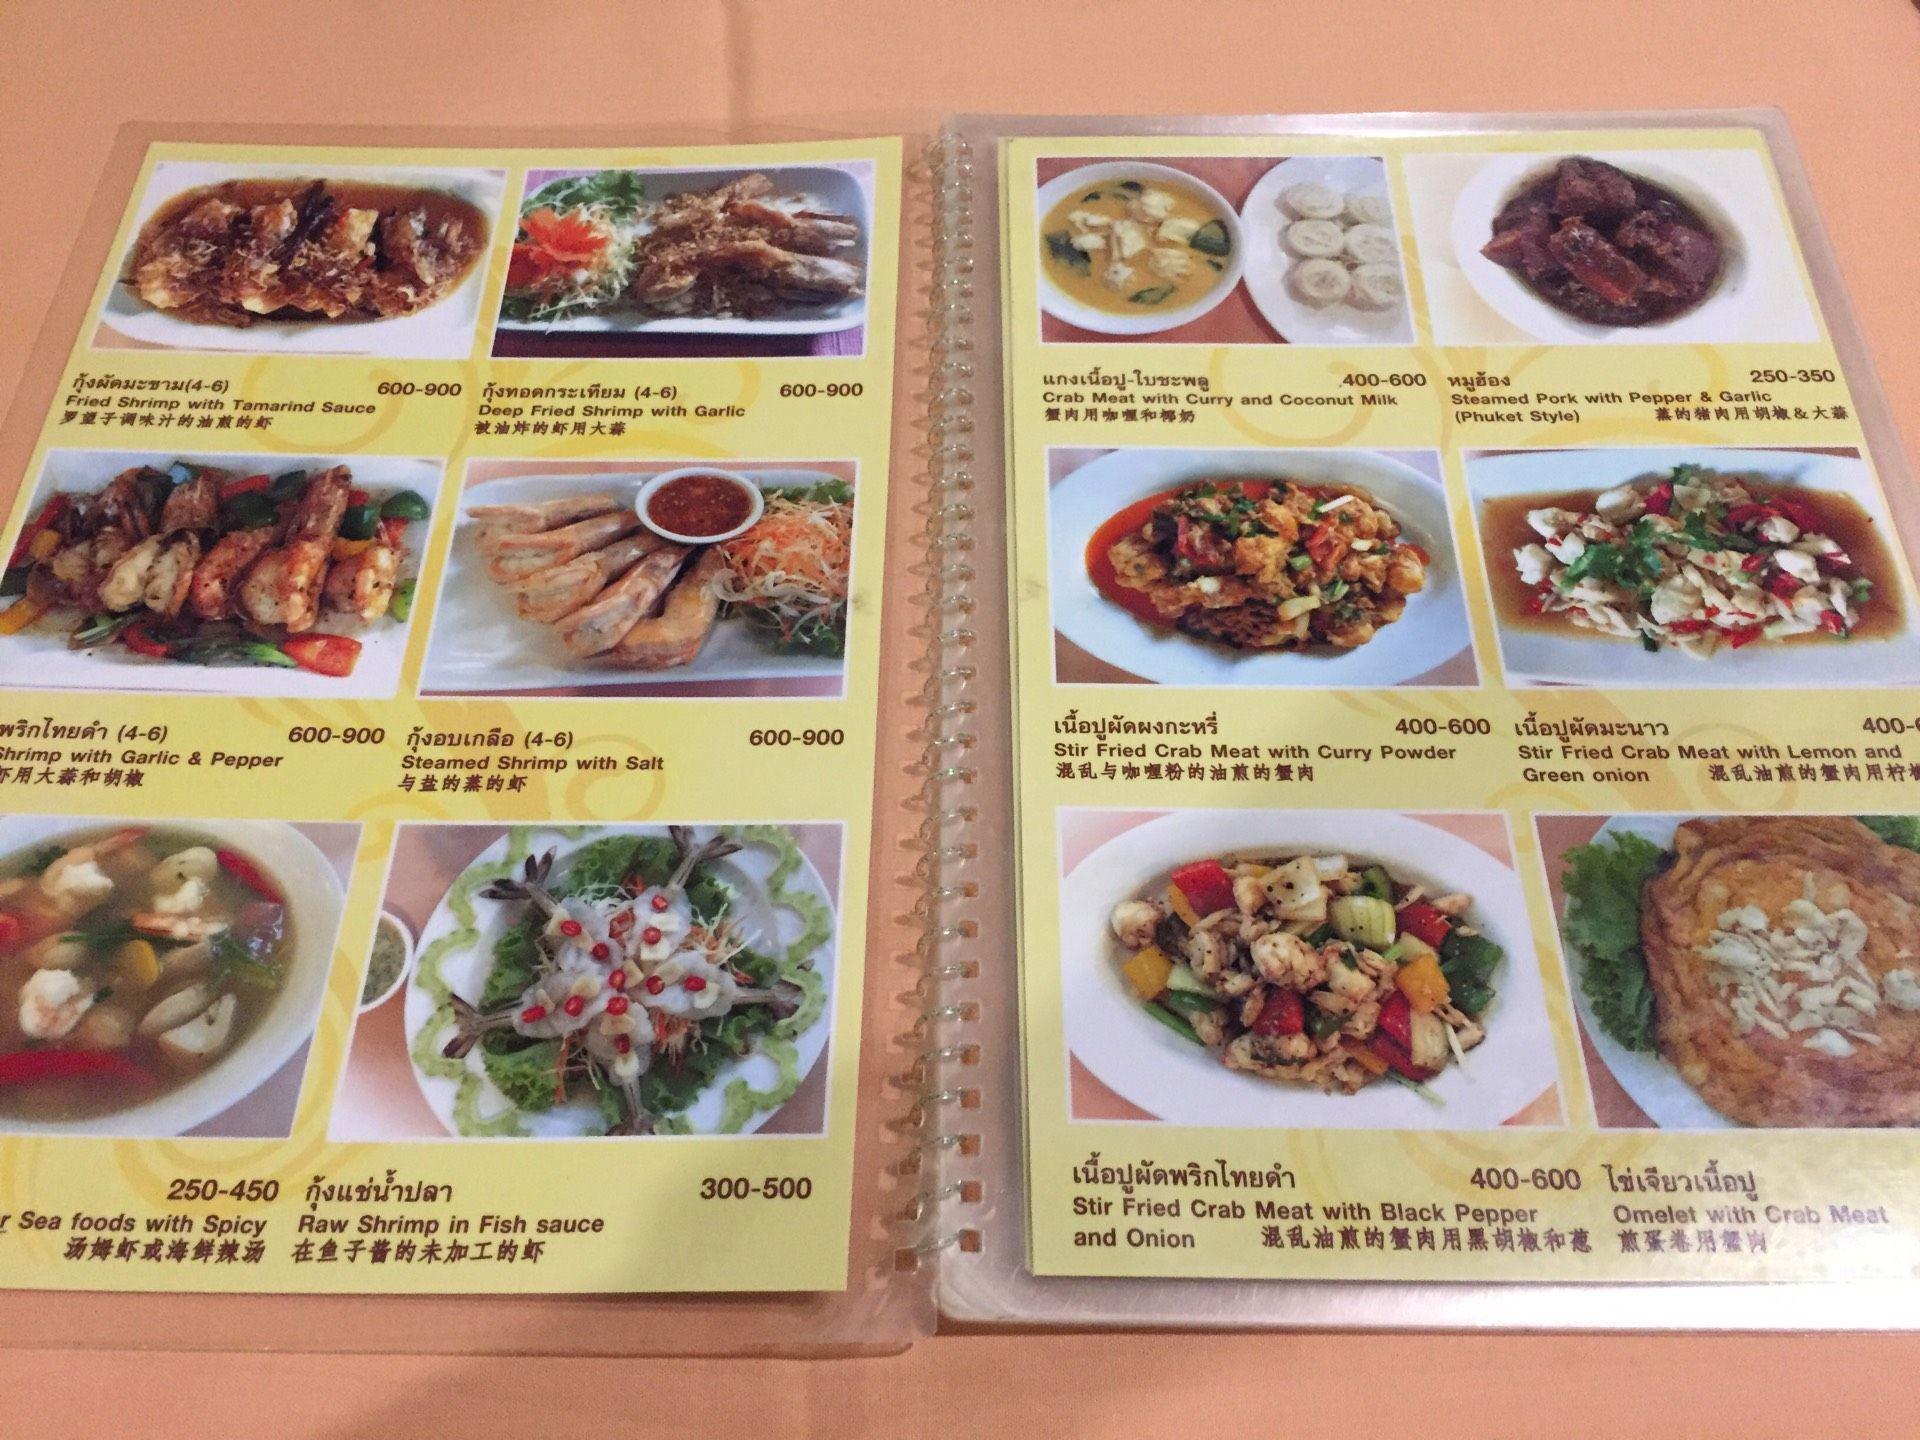 กุ้งผัดมะขาม(4-6) 600-900
Fried Shrimp with Tamarind Sauce
罗望子调味汁的油煎的虾
กุ้งทอดกระเทียม (4-6) 600-900
Deep Fried Shrimp with Garlic
被油炸的虾用大蒜
พริกไทยดำ (4-6) 600-900
Shrimp with Garlic & Pepper
虾用大蒜和胡椒
กุ้งอบเกลือ (4-6) 600-900
Steamed Shrimp with Salt
与盐的蒸的虾
250-450
Sea foods with Spicy
汤姆虾或海鲜辣汤
กุ้งแช่น้ำปลา 300-500
Raw Shrimp in Fish sauce
在鱼子酱的未加工的虾
แกงเนื้อปู-ใบชะพลู 400-600
Crab Meat with Curry and Coconut Milk
蟹肉用咖喱和椰奶
หมูฮ้อง 250-350
Steamed Pork with Pepper & Garlic
(Phuket Style) 蒸的猪肉用胡椒&大蒜
เนื้อปูผัดผงกะหรี่ 400-600
Stir Fried Crab Meat with Curry Powder
混乱与咖喱粉的油煎的蟹肉
เนื้อปูผัดมะนาว 400-6
Stir Fried Crab Meat with Lemon and
Green onion 混乱油煎的蟹肉用柠檬
เนื้อปูผัดพริกไทยดำ 400-600
Stir Fried Crab Meat with Black Pepper
and Onion 混乱油煎的蟹肉用黑胡椒和葱
ไข่เจียวเนื้อปู
Omelet with Crab Meat
煎蛋卷用蟹肉